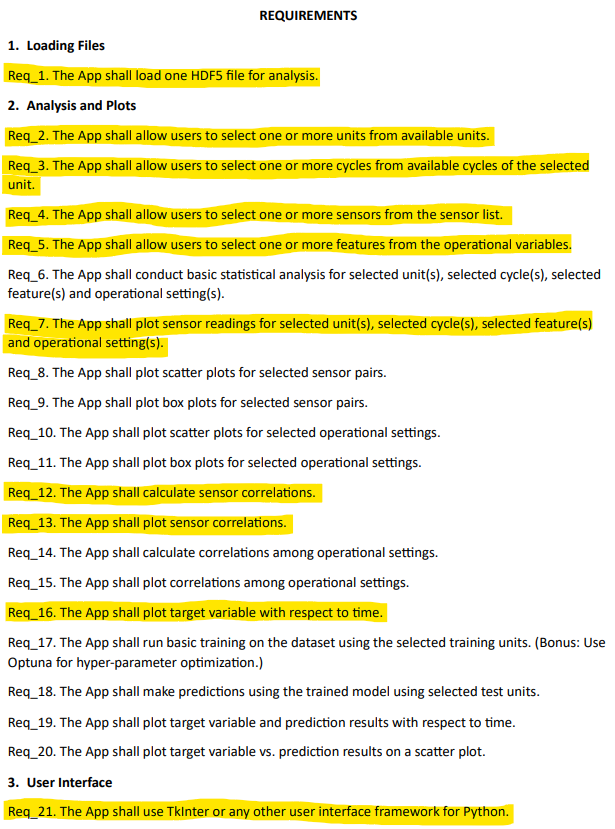 REQUIREMENTS
1. Loading Files
Req_1. The App shall load one HDF5 file for analysis.
2. Analysis and Plots
Req_2. The App shall allow users to select one or more units from available units.
Req_3. The App shall allow users to select one or more cycles from available cycles of the selected
unit.
Req_4. The App shall allow users to select one or more sensors from the sensor list.
Req_5. The App shall allow users to select one or more features from the operational variables.
Req_6. The App shall conduct basic statistical analysis for selected unit(s), selected cycle(s), selected
feature(s) and operational setting(s).
Req_7. The App shall plot sensor readings for selected unit(s), selected cycle(s), selected feature(s)
and operational setting(s).
Req_8. The App shall plot scatter plots for selected sensor pairs.
Req_9. The App shall plot box plots for selected sensor pairs.
Req_10. The App shall plot scatter plots for selected operational settings.
Req_11. The App shall plot box plots for selected operational settings.
Req_12. The App shall calculate sensor correlations.
Req_13. The App shall plot sensor correlations.
Req_14. The App shall calculate correlations among operational settings.
Req_15. The App shall plot correlations among operational settings.
Req_16. The App shall plot target variable with respect to time.
Req_17. The App shall run basic training on the dataset using the selected training units. (Bonus: Use
Optuna for hyper-parameter optimization.)
Req_18. The App shall make predictions using the trained model using selected test units.
Req_19. The App shall plot target variable and prediction results with respect to time.
Req_20. The App shall plot target variable vs. prediction results on a scatter plot.
3. User Interface
Req_21. The App shall use TkInter or any other user interface framework for Python.